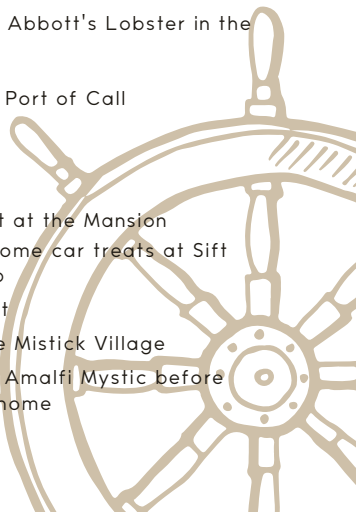 Abbott's Lobster in the
Port of Call
at the Mansion
car treats at Sift
Mistick Village
Amalfi Mystic before
home